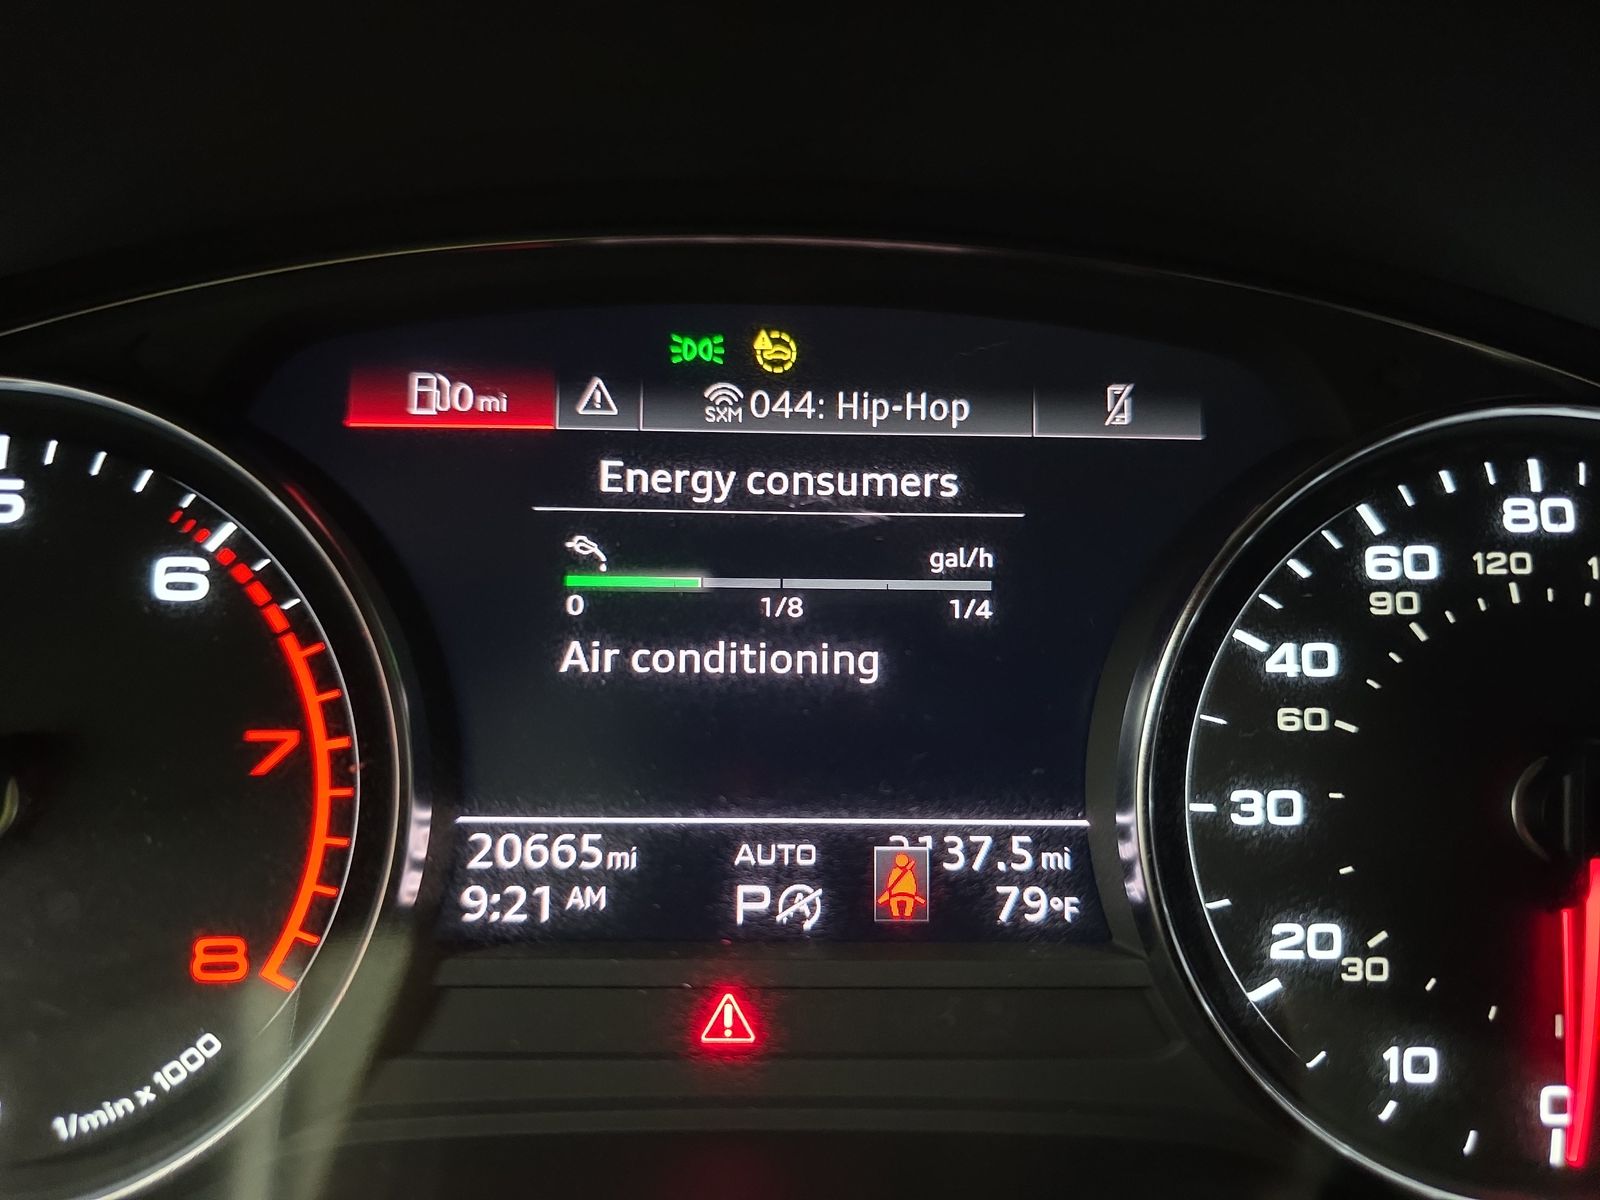 0 mi
SXM 044: Hip-Hop
Energy consumers
gal/h
0 1/8 1/4
Air conditioning
20665 mi AUTO 137.5 mi
9:21 AM P A 79°F
6
7
8
1/min x 1000
80
60 120
90
40
60
30
20
30
10
0